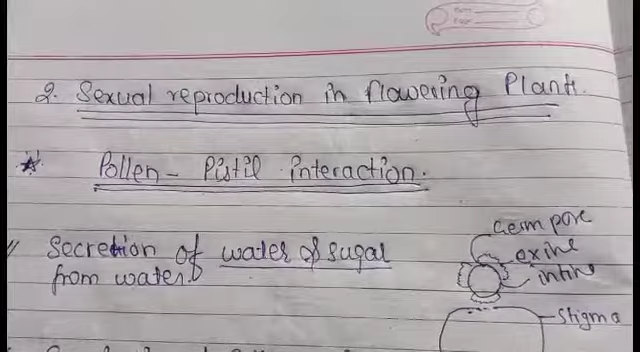 2. Sexual reproduction in flowering Plant.
Pollen - Pistil interaction.
Germ pore
exine
intine
Secretion of water & sugar
from water.
Stigma